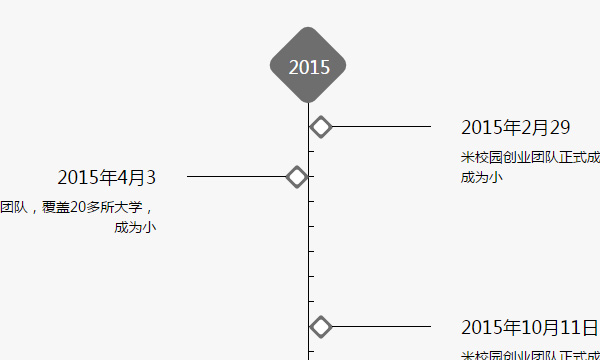 2015
2015年2月29
米校园创业团队正式成
成为小
2015年4月3
团队，覆盖20多所大学，
成为小
2015年10月11日
米校园创业团队正式成